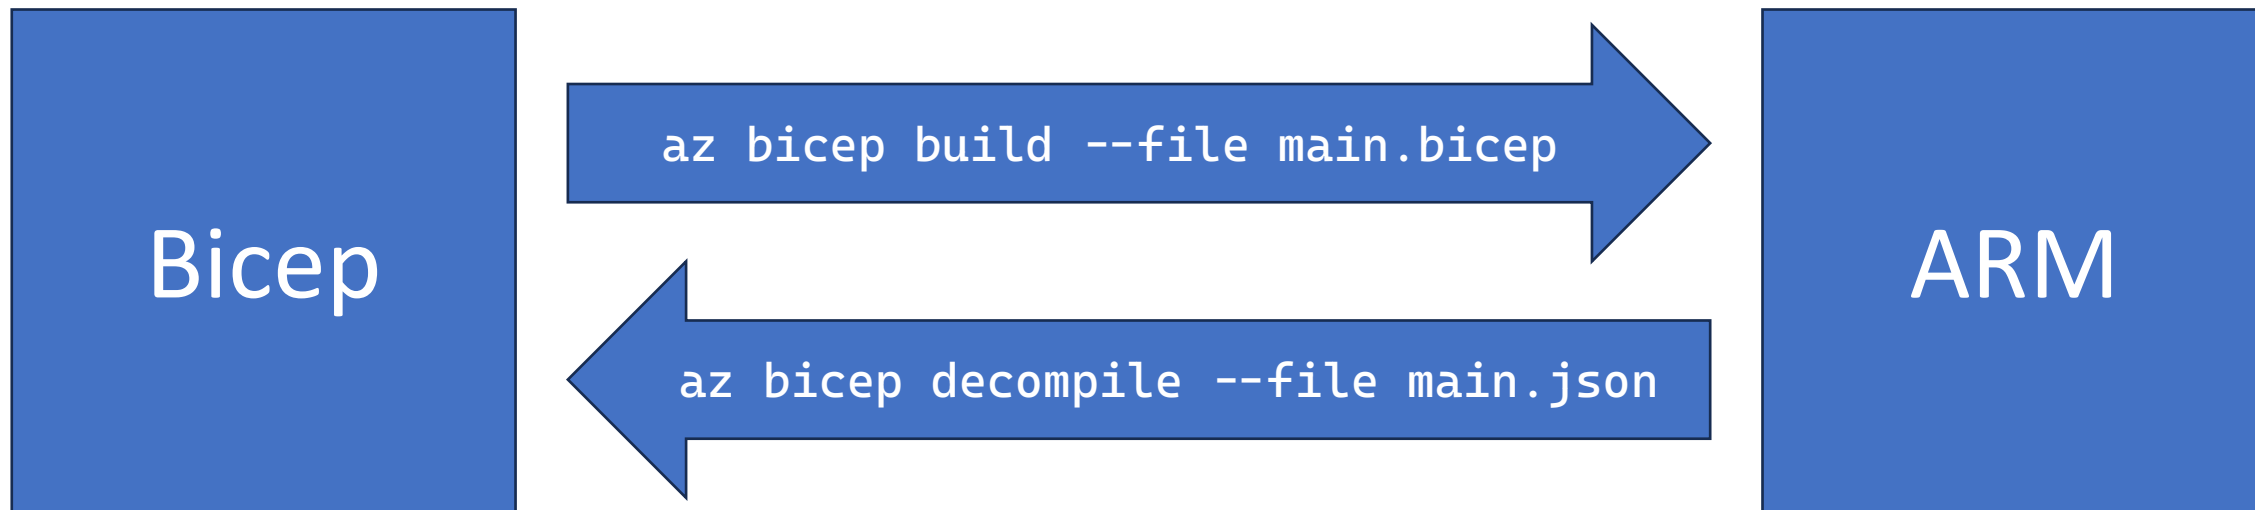 Bicep
az bicep build --file main.bicep
az bicep decompile --file main.json
ARM